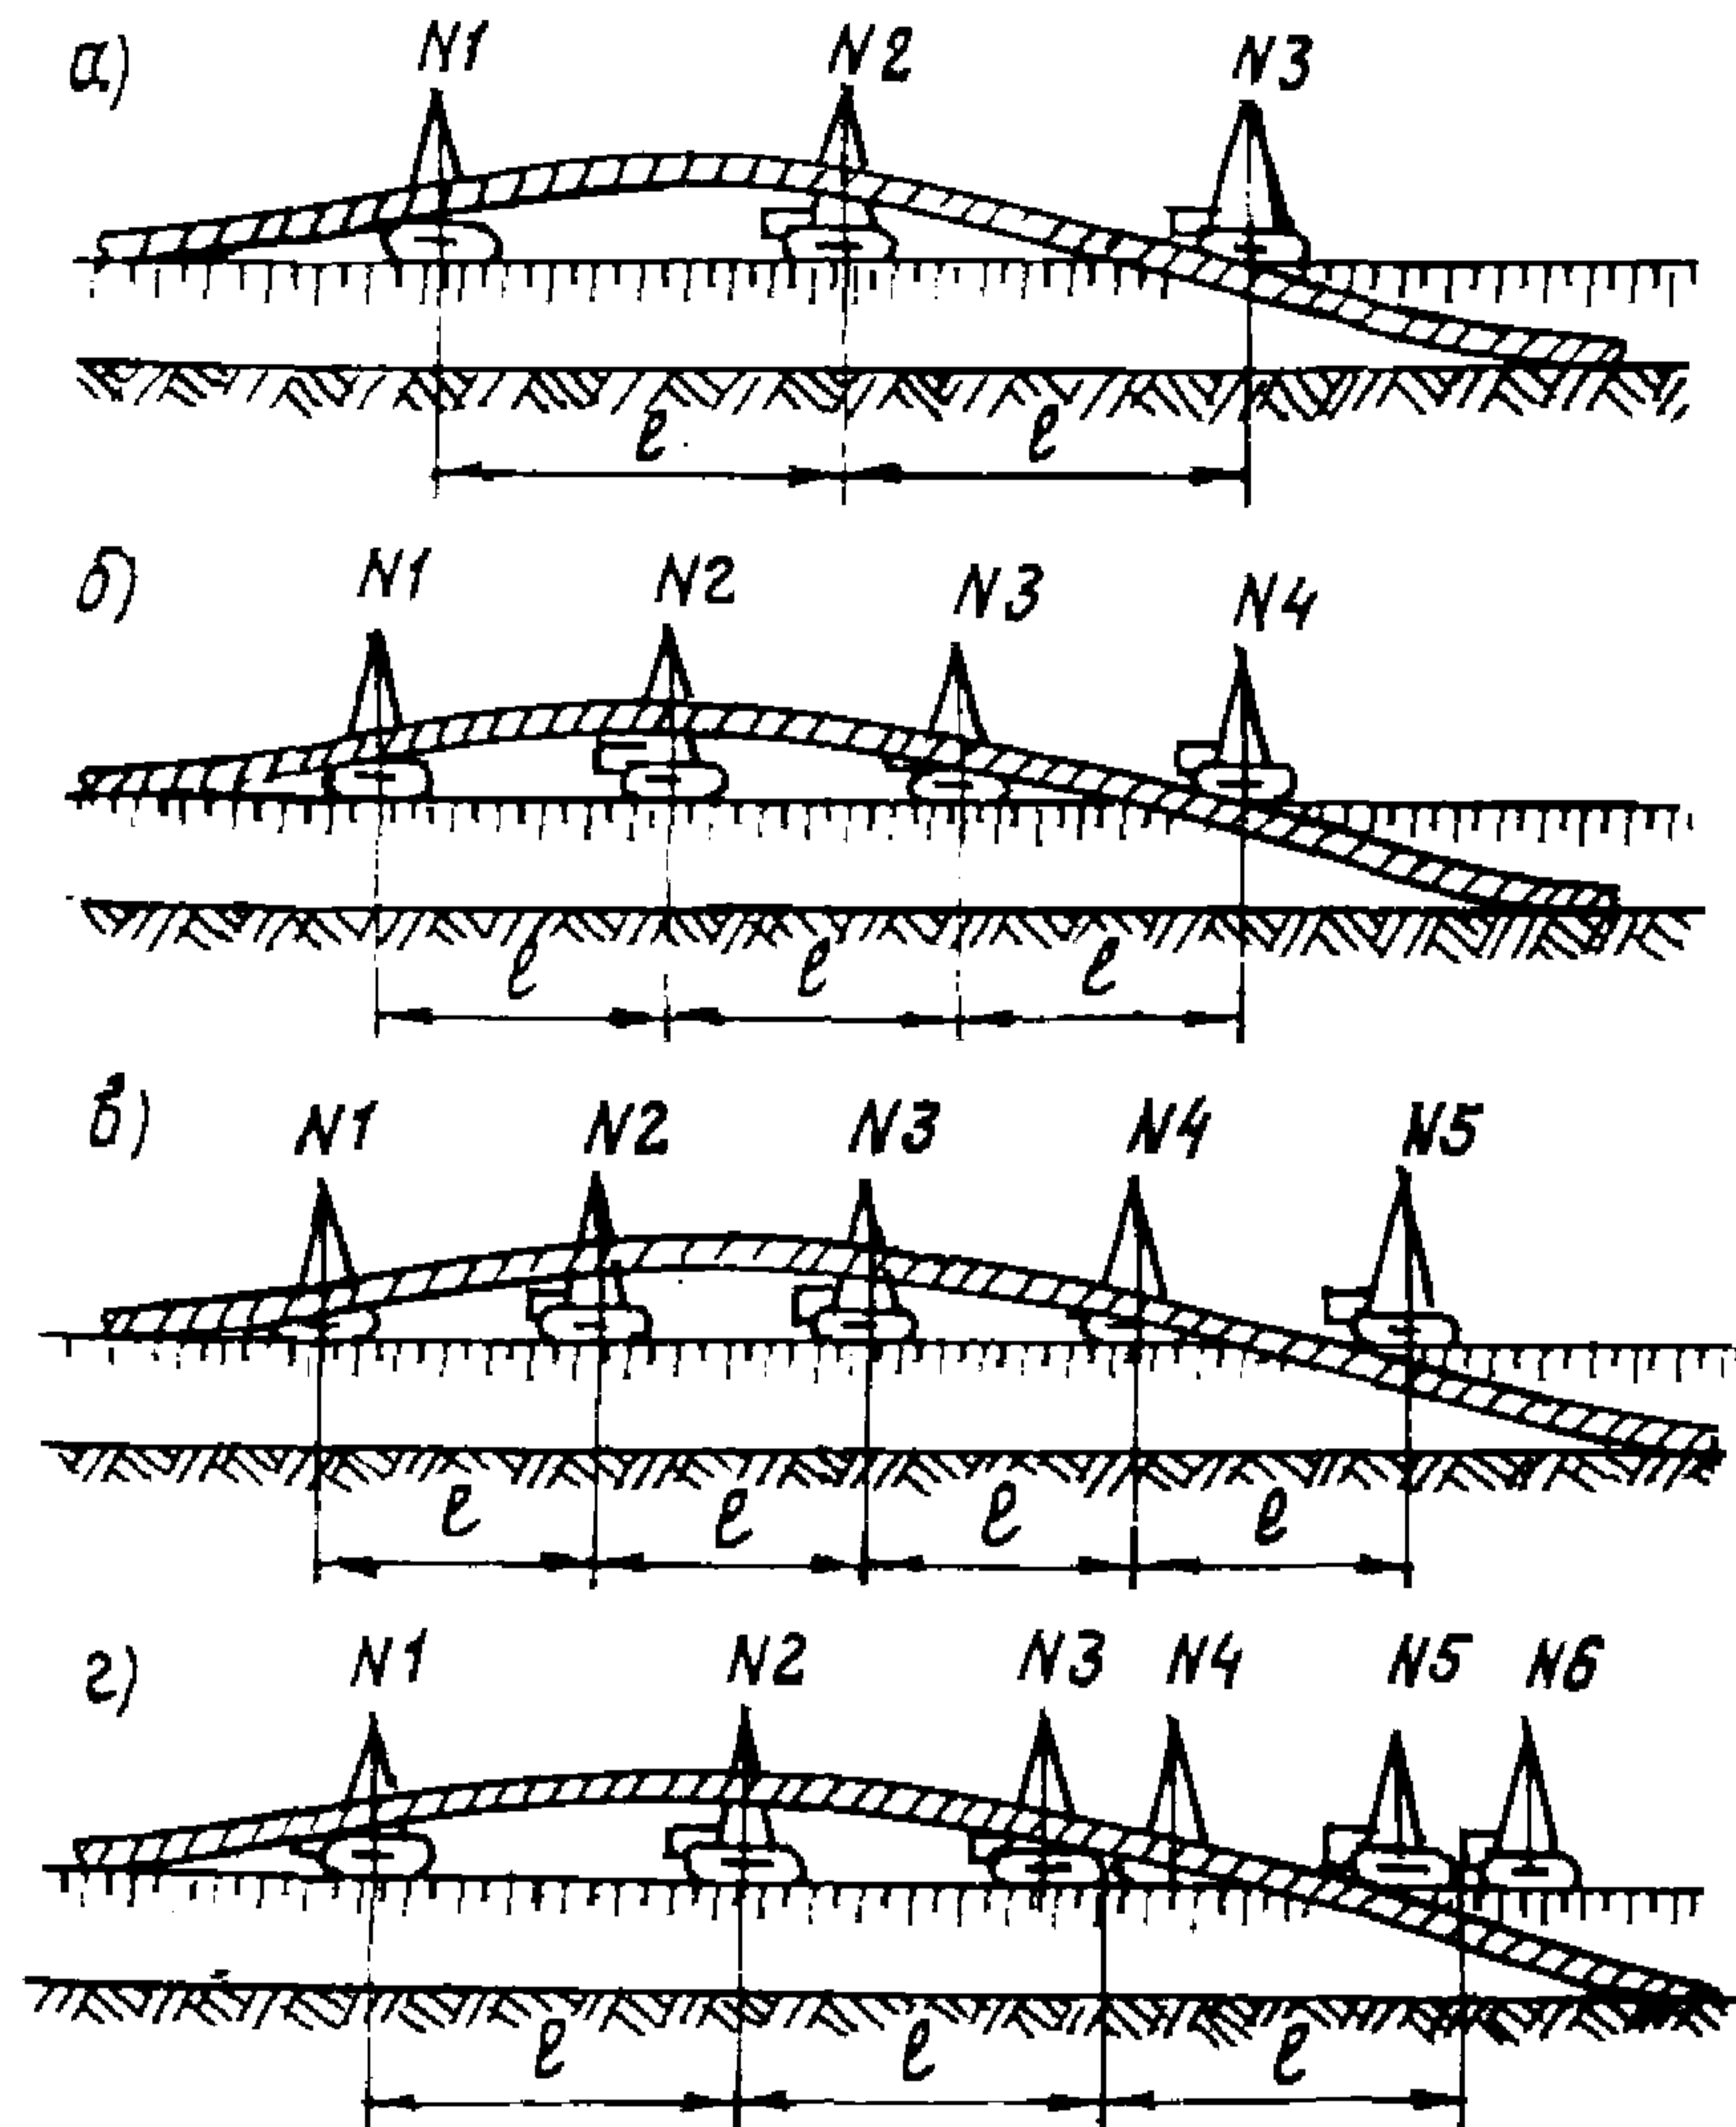 а)
N1 N2 N3
l l
б)
N1 N2 N3 N4
l l l
в)
N1 N2 N3 N4 N5
l l l l
г)
N1 N2 N3 N4 N5 N6
l l l